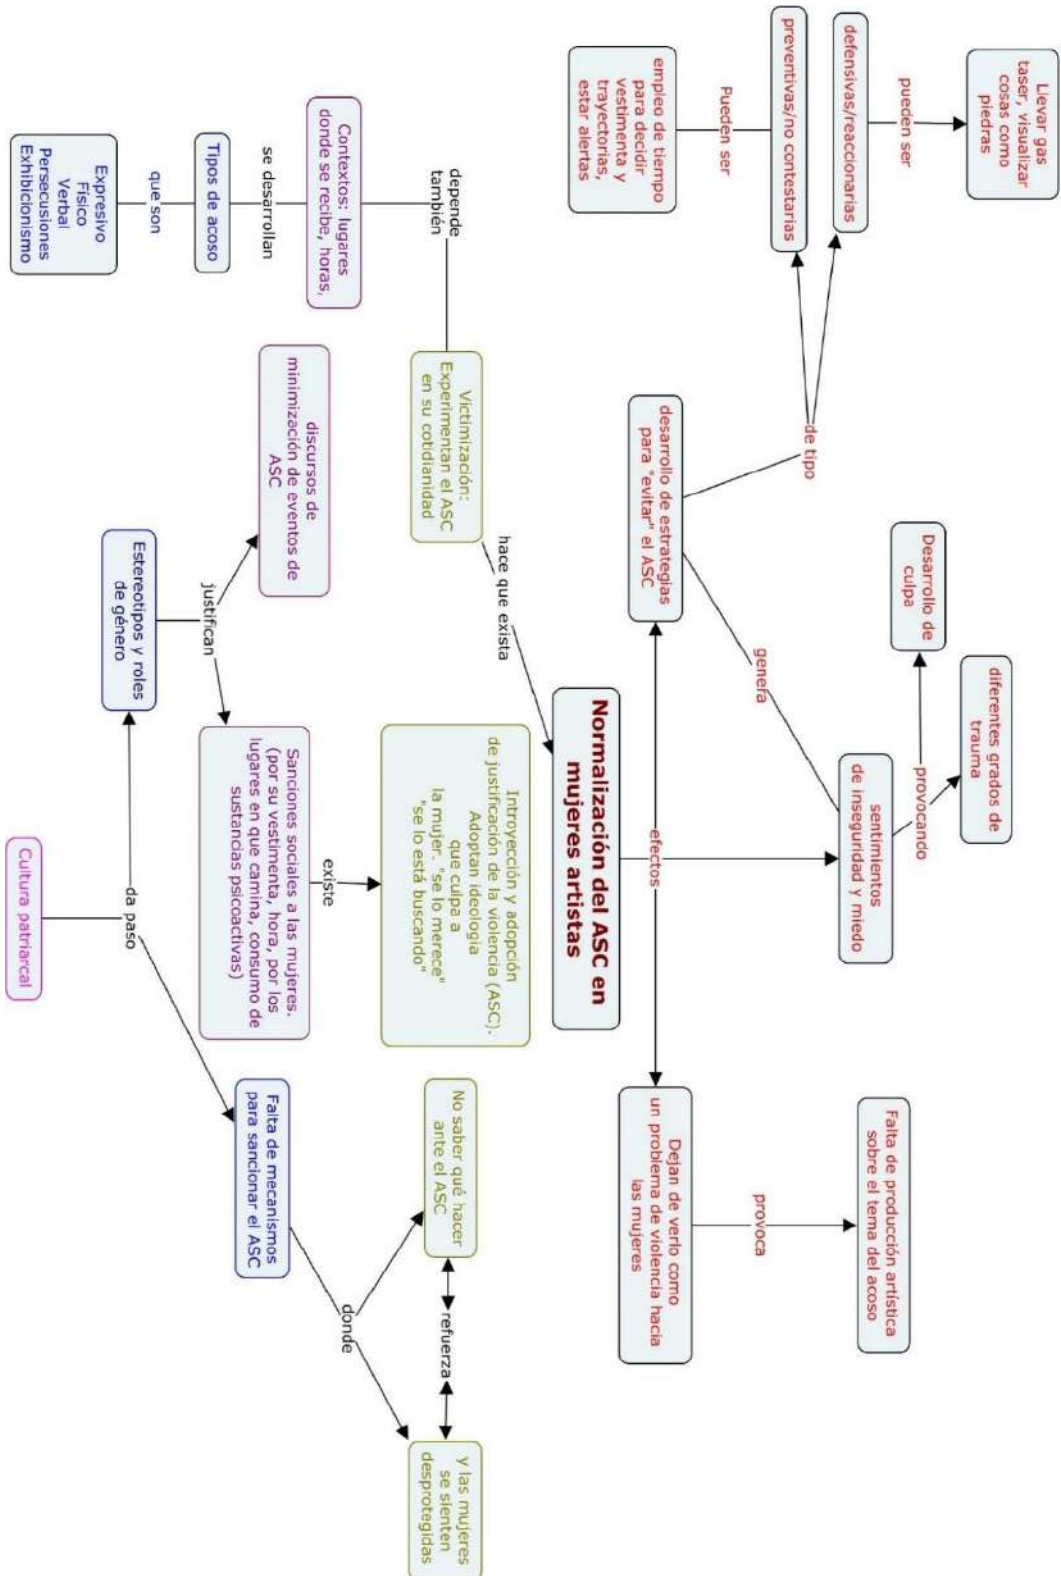 Llevar gas
taser, visualizar
cosas como
piedras
pueden ser
defensivas/reaccionarias
preventivas/no contestarias
Pueden ser
empleo de tiempo
para decidir
vestimenta y
trayectorias,
estar alertas
de tipo
diferentes grados de
trauma
Desarrollo de
culpa
provocando
sentimientos
de inseguridad y miedo
genera
desarrollo de estrategias
para "evitar" el ASC
Falta de producción artística
sobre el tema del acoso
provoca
Dejan de verlo como
un problema de violencia hacia
las mujeres
efectos
Normalización del ASC en
mujeres artistas
hace que exista
Victimización:
Experimentan el ASC
en su cotidianidad
depende
también
Contextos: lugares
donde se recibe, horas,
se desarrollan
Tipos de acoso
que son
Expresivo
Físico
Verbal
Persecusiones
Exhibicionismo
Introyección y adopción
de justificación de la violencia (ASC).
Adoptan ideologia
que culpa a
la mujer. "se lo merece"
"se lo está buscando"
existe
Sanciones sociales a las mujeres.
(por su vestimenta, hora, por los
lugares en que camina, consumo de
sustancias psicoactivas)
discursos de
minimización de eventos de
ASC
justifican
Estereotipos y roles
de género
No saber qué hacer
ante el ASC
refuerza
y las mujeres
se sienten
desprotegidas
donde
Falta de mecanismos
para sancionar el ASC
da paso
Cultura patriarcal